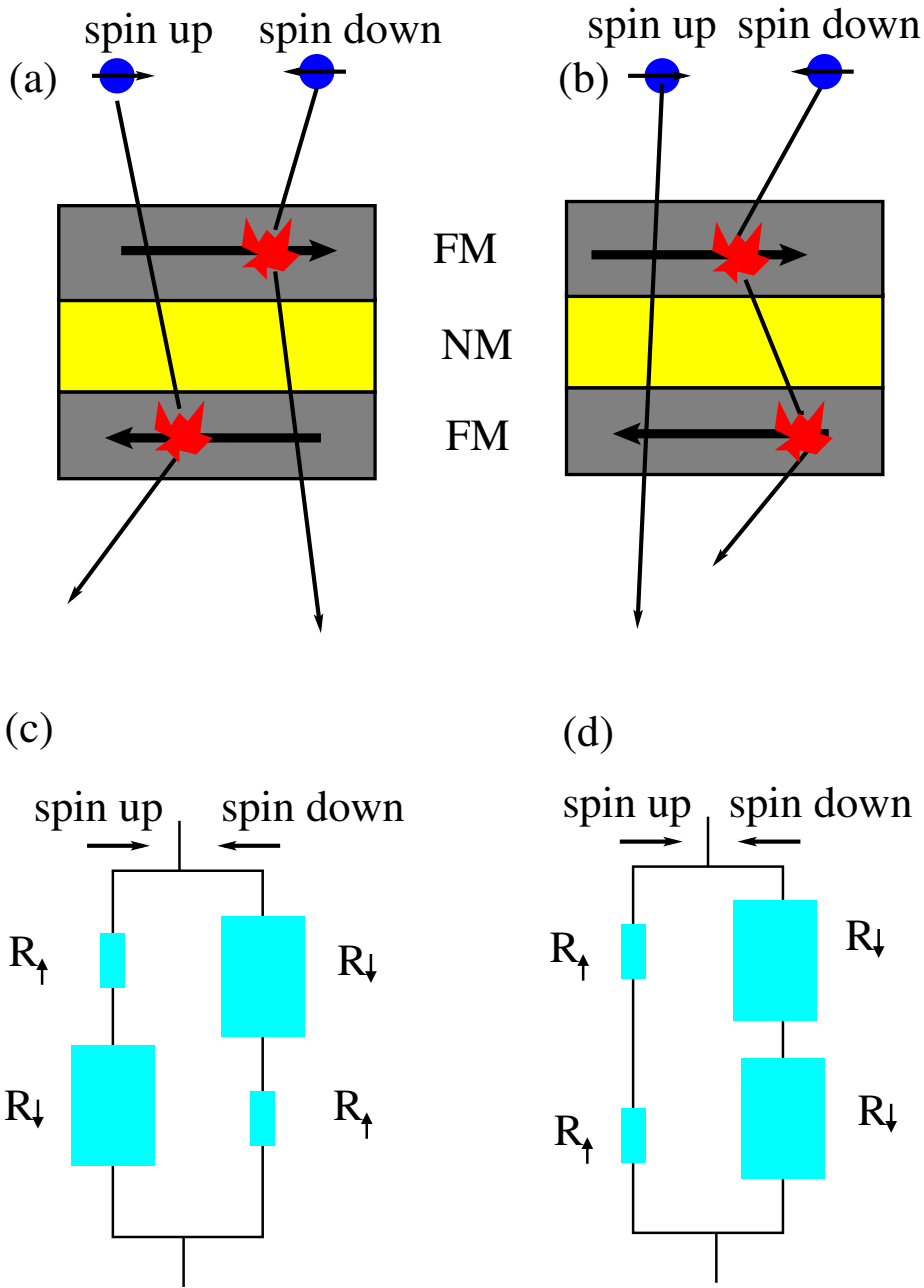 spin up spin down
(a)
FM
NM
FM
spin up spin down
(b)
(c)
spin up spin down
R↑
R↓
R↓
R↑
(d)
spin up spin down
R↑
R↓
R↑
R↓